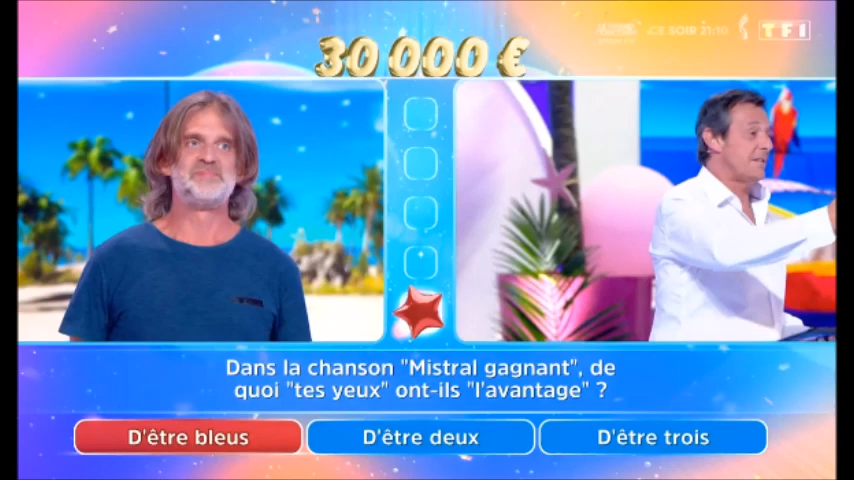 CE SOIR 21:10
TF1
30 000 €
Dans la chanson "Mistral gagnant", de
quoi "tes yeux" ont-ils "l'avantage" ?
D'être bleus
D'être deux
D'être trois